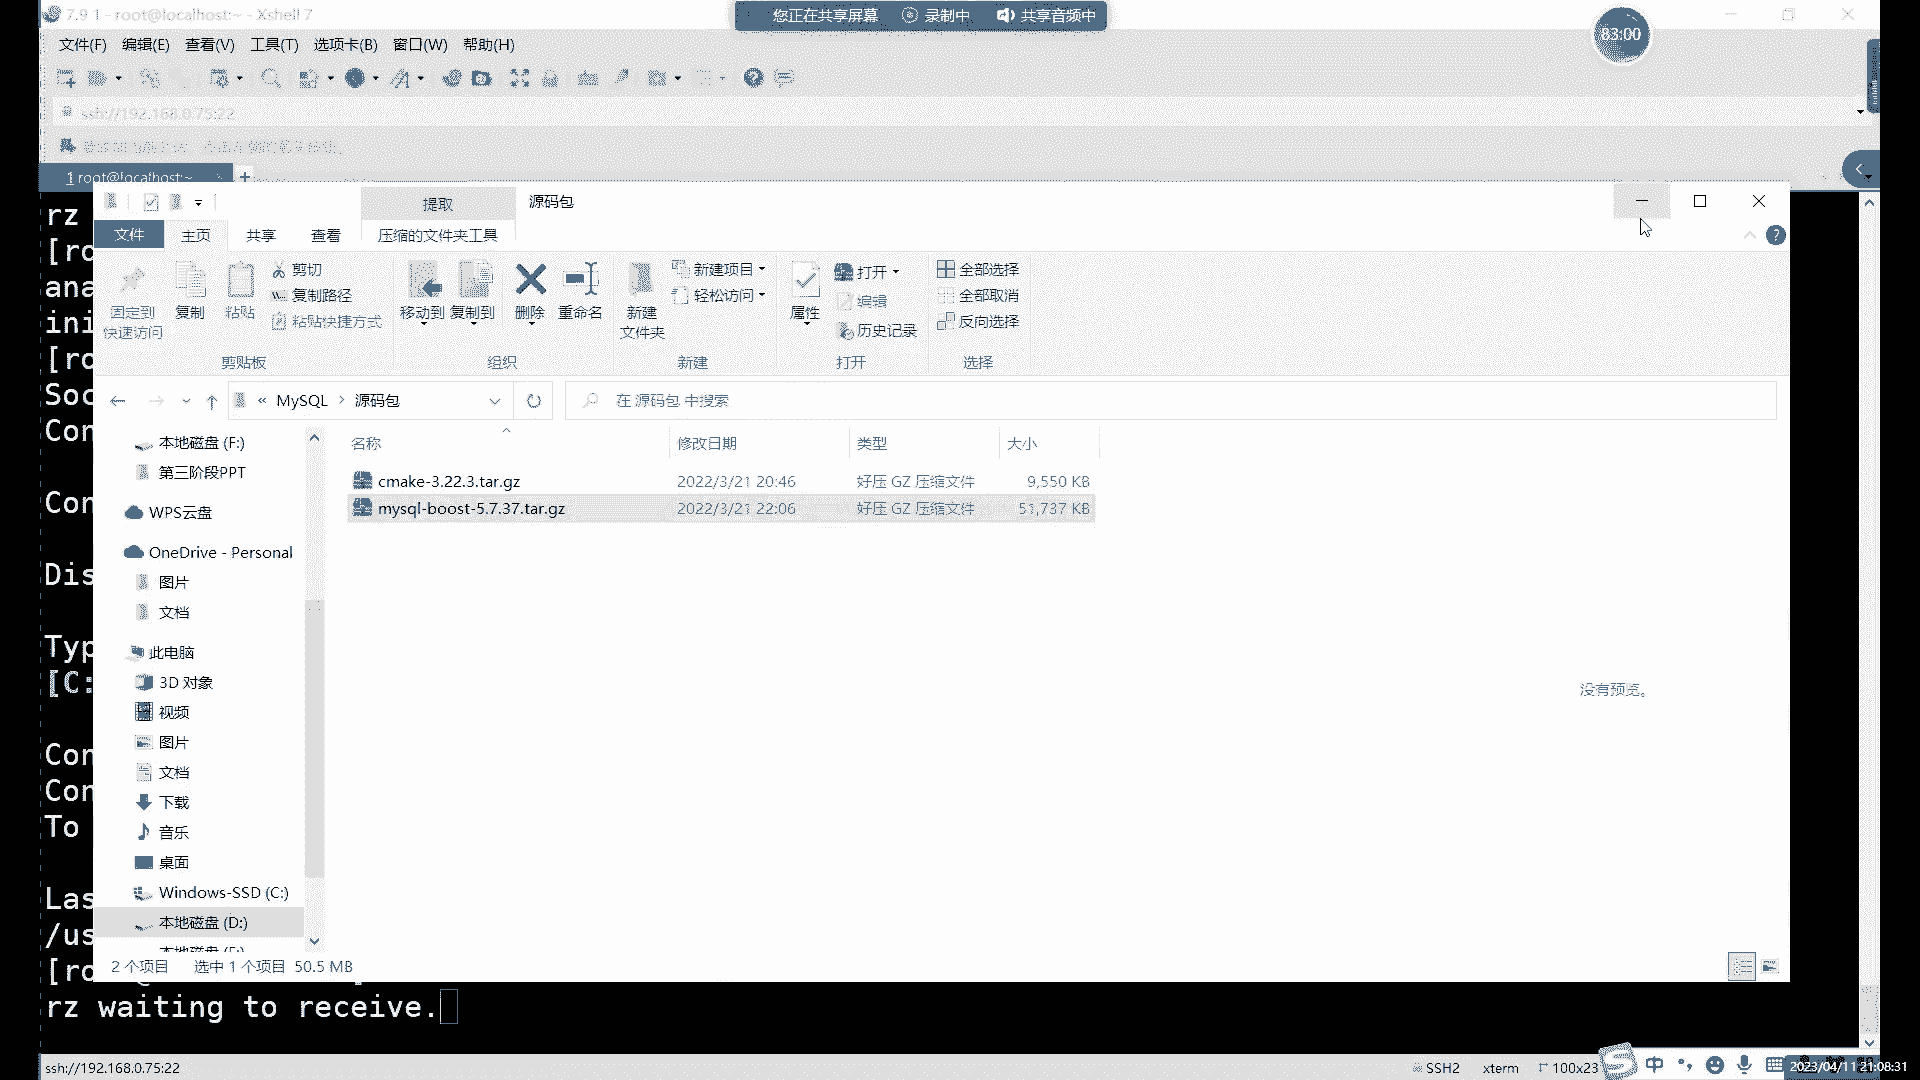 7.9 1 - root@localhost:~ - Xshell 7
您正在共享屏幕 录制中 共享音频中
83:00
文件(F) 编辑(E) 查看(V) 工具(T) 选项卡(B) 窗口(W) 帮助(H)
ssh://192.168.0.75:22
1 root@localhost:~ +
rz
[ro
ana
ini
[ro
Soc
Con
Con
Dis
Typ
[C:
Con
Con
To
Las
/us
[ro
rz waiting to receive.
提取 源码包
文件 主页 共享 查看 压缩的文件夹工具
固定到
快速访问
复制
粘贴
剪切
复制路径
粘贴快捷方式
剪贴板
移动到 复制到 删除 重命名
组织
新建
文件夹
新建项目
轻松访问
新建
属性
打开
编辑
历史记录
打开
全部选择
全部取消
反向选择
选择
« MySQL > 源码包
在 源码包 中搜索
本地磁盘 (F:)
第三阶段PPT
WPS云盘
OneDrive - Personal
图片
文档
此电脑
3D 对象
视频
图片
文档
下载
音乐
桌面
Windows-SSD (C:)
本地磁盘 (D:)
名称 修改日期 类型 大小
cmake-3.22.3.tar.gz 2022/3/21 20:46 好压 GZ 压缩文件 9,550 KB
mysql-boost-5.7.37.tar.gz 2022/3/21 22:06 好压 GZ 压缩文件 51,737 KB
没有预览。
2 个项目 选中 1 个项目 50.5 MB
ssh://192.168.0.75:22 SSH2 xterm 100x23
中
2023/04/11 21:08:31